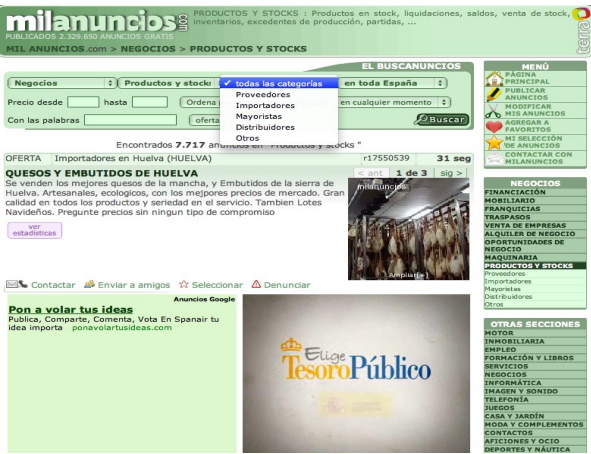 milanuncios
PUBLICADOS 2.329.650 ANUNCIOS GRATIS
PRODUCTOS Y STOCKS : Productos en stock, liquidaciones, saldos, venta de stock,
inventarios, excedentes de producción, partidas, ...
terra
MIL ANUNCIOS.com > NEGOCIOS > PRODUCTOS Y STOCKS
EL BUSCANUNCIOS
Negocios
Productos y stock
✓ todas las categorías
Proveedores
Importadores
Mayoristas
Distribuidores
Otros
en toda España
Precio desde
hasta
Ordena
en cualquier momento
Con las palabras
oferta
Buscar
Encontrados 7.717 anuncios en "Productos y stocks "
OFERTA Importadores en Huelva (HUELVA) r17550539 31 seg
QUESOS Y EMBUTIDOS DE HUELVA
< ant 1 de 3 sig >
Se venden los mejores quesos de la mancha, y Embutidos de la sierra de
Huelva. Artesanales, ecologicos, con los mejpores precios de mercado. Gran
calidad en todos los productos y seriedad en el servicio. Tambien Lotes
Navideños. Pregunte precios sin ningun tipo de compromiso
milanuncios
Ampliar[+]
ver
estadísticas
Contactar Enviar a amigos Seleccionar Denunciar
Anuncios Google
Pon a volar tus ideas
Publica, Comparte, Comenta, Vota En Spanair tu
idea importa ponavolartusideas.com
Elige
TesoroPúblico
MENÚ
PÁGINA
PRINCIPAL
PUBLICAR
ANUNCIOS
MODIFICAR
MIS ANUNCIOS
AGREGAR A
FAVORITOS
MI SELECCIÓN
DE ANUNCIOS
CONTACTAR CON
MILANUNCIOS
NEGOCIOS
FINANCIACIÓN
MOBILIARIO
FRANQUICIAS
TRASPASOS
VENTA DE EMPRESAS
ALQUILER DE NEGOCIO
OPORTUNIDADES DE
NEGOCIO
MAQUINARIA
PRODUCTOS Y STOCKS
Proveedores
Importadores
Mayoristas
Distribuidores
Otros
OTRAS SECCIONES
MOTOR
INMOBILIARIA
EMPLEO
FORMACIÓN Y LIBROS
SERVICIOS
NEGOCIOS
INFORMÁTICA
IMAGEN Y SONIDO
TELEFONÍA
JUEGOS
CASA Y JARDÍN
MODA Y COMPLEMENTOS
CONTACTOS
AFICIONES Y OCIO
DEPORTES Y NÁUTICA